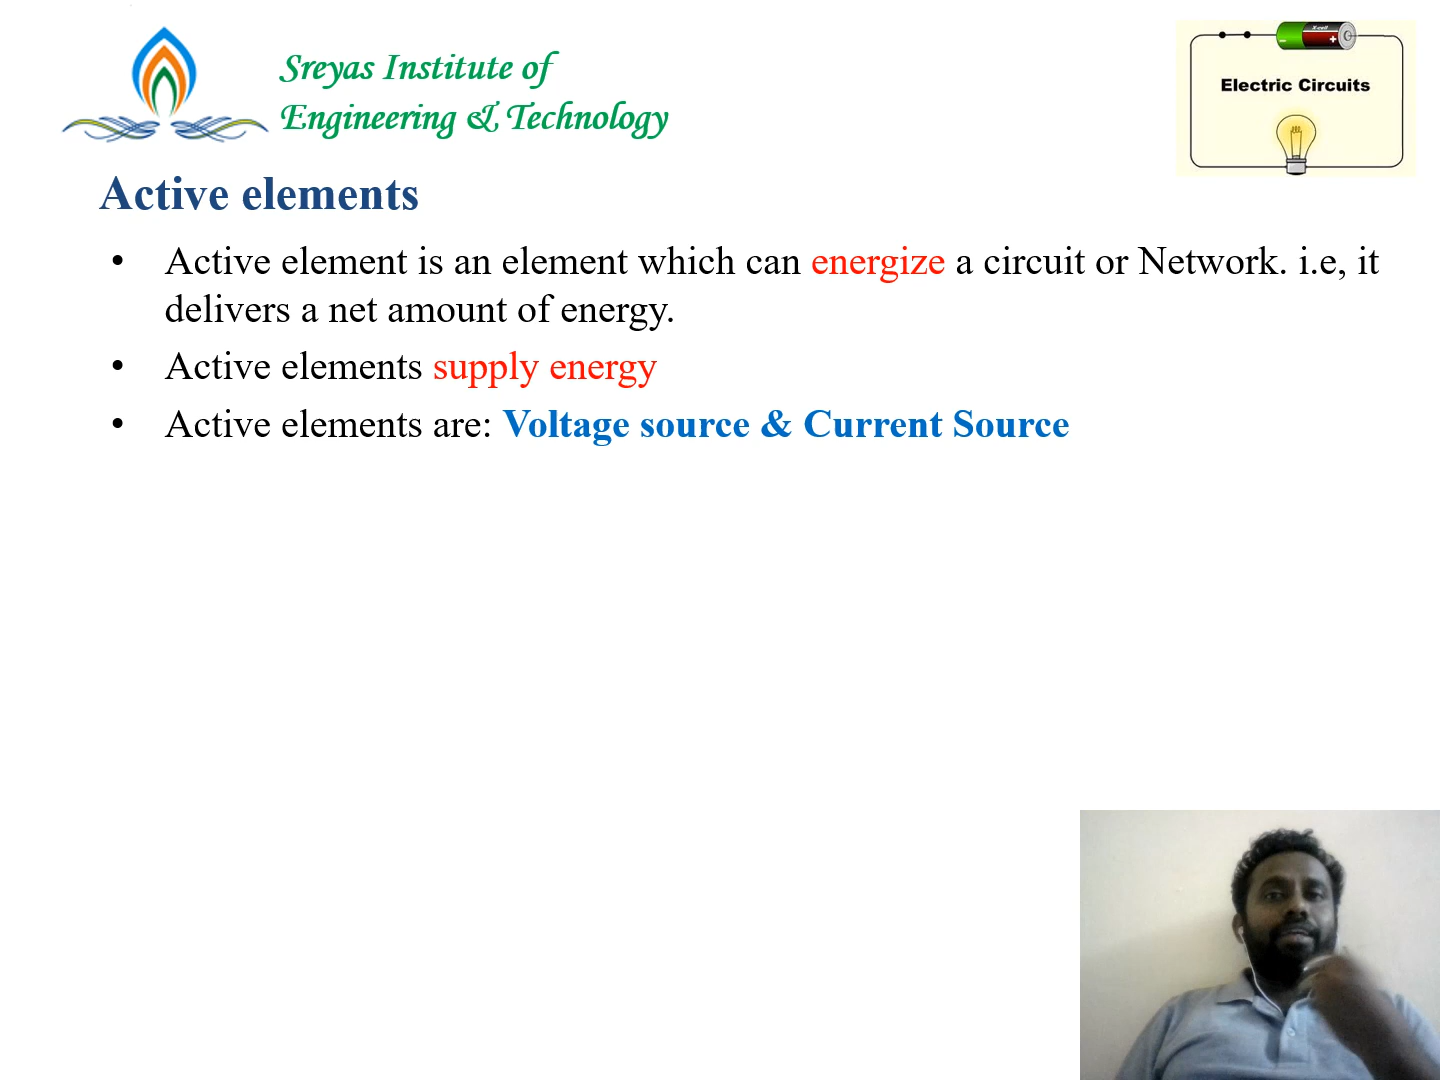 Sreyas Institute of
Engineering & Technology
X-cell
Electric Circuits
Active elements
• Active element is an element which can energize a circuit or Network. i.e, it
delivers a net amount of energy.
• Active elements supply energy
• Active elements are: Voltage source & Current Source